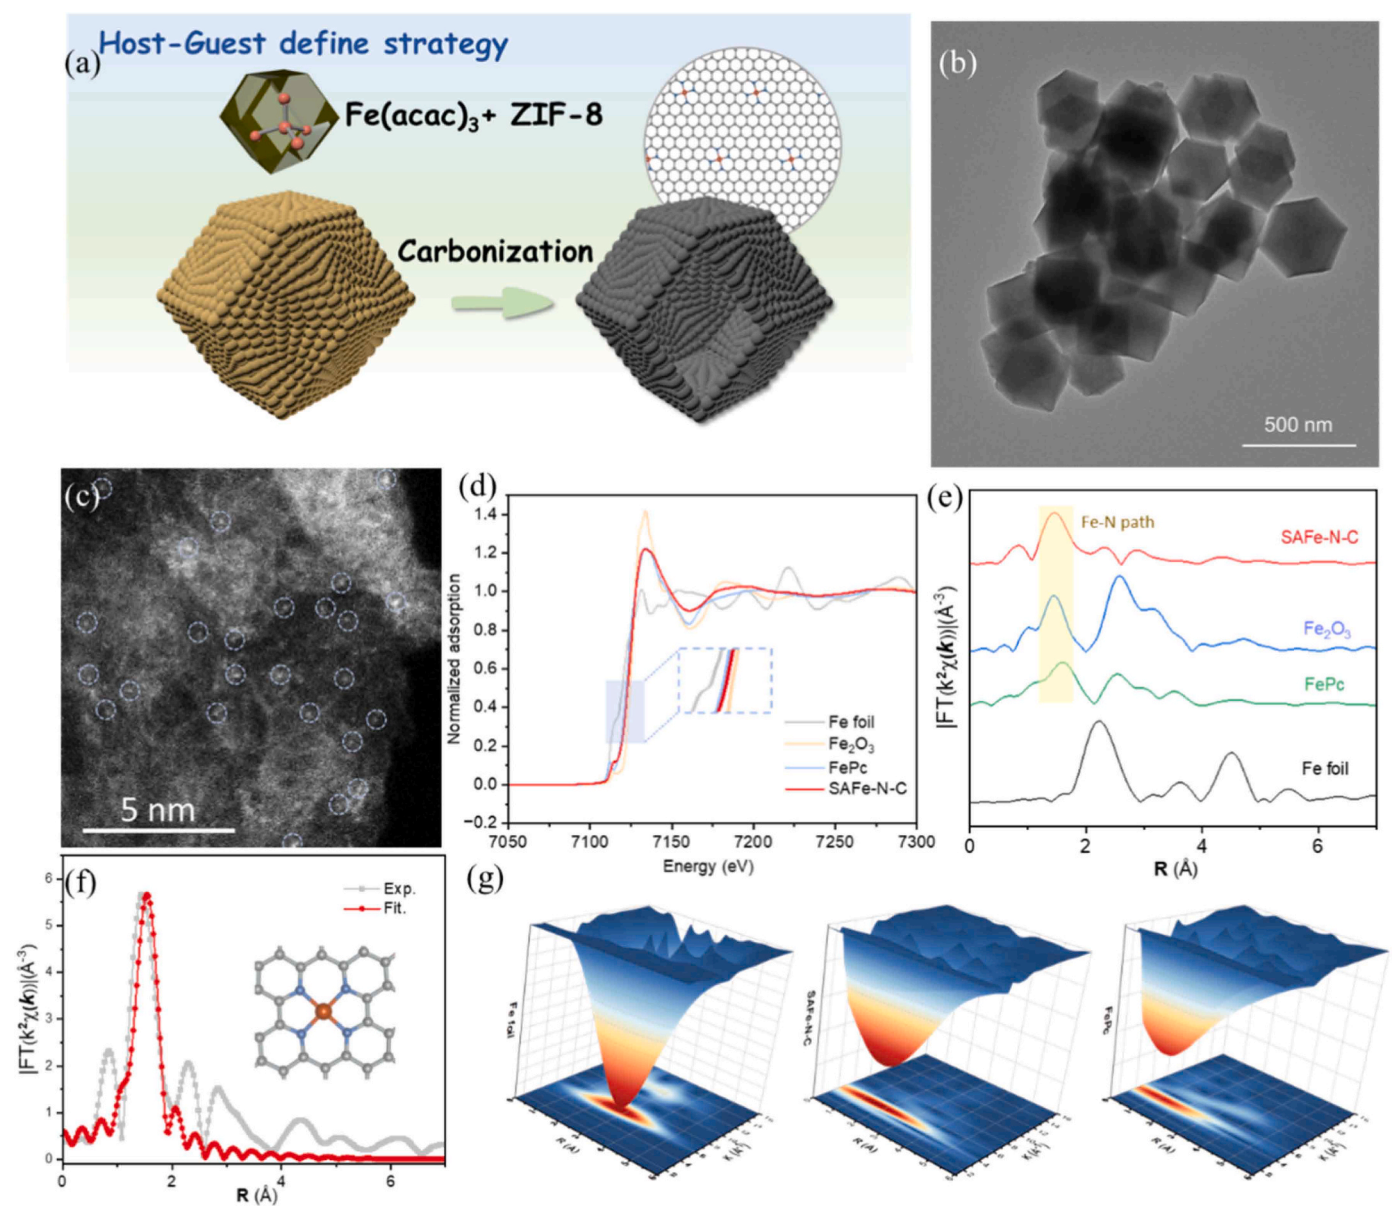 (a)
Host-Guest define strategy
Fe(acac)₃+ ZIF-8
Carbonization
(b)
500 nm
(c)
5 nm
(d)
Normalized adsorption
1.4
1.2
1.0
0.8
0.6
0.4
0.2
0.0
−0.2
7050 7100 7150 7200 7250 7300
Energy (eV)
Fe foil
Fe₂O₃
FePc
SAFe-N-C
(e)
|FT(k²χ(k))|(Å⁻³)
Fe-N path
SAFe-N-C
Fe₂O₃
FePc
Fe foil
0 2 4 6
R (Å)
(f)
|FT(K²χ(k))|(Å⁻³)
6
5
4
3
2
1
0
0 2 4 6
R (Å)
Exp.
Fit.
(g)
Fe foil
R (Å)
K (Å⁻¹)
SAFe-N-C
R (Å)
K (Å⁻¹)
FePc
R (Å)
K (Å⁻¹)